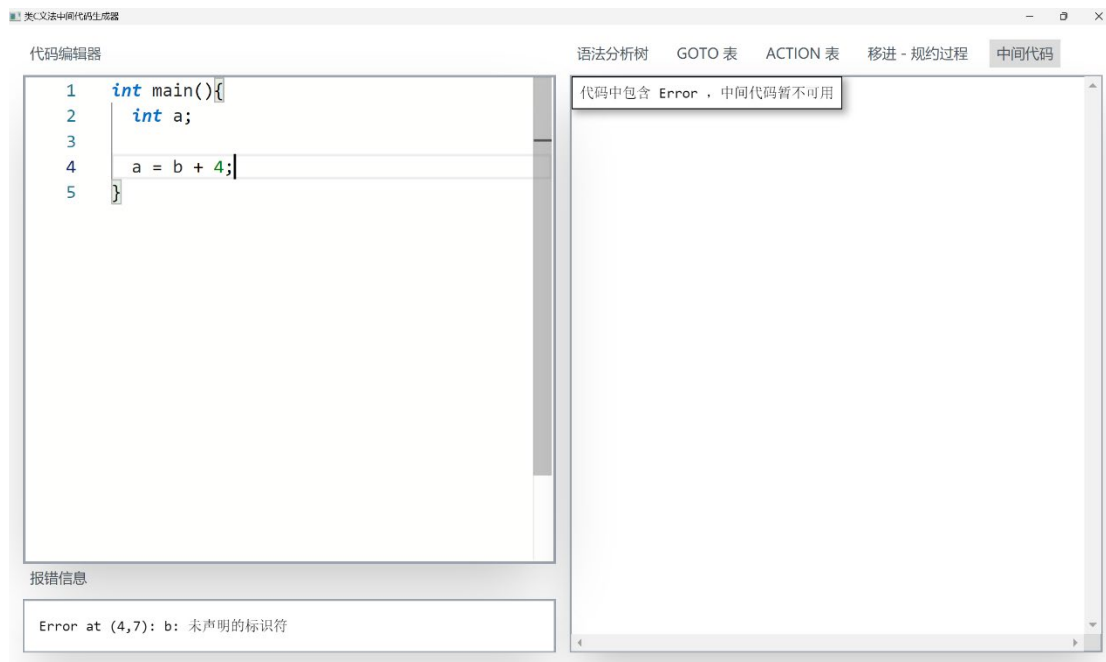 类C文法中间代码生成器
代码编辑器
1 int main(){
2 int a;
3
4 a = b + 4;
5 }
报错信息
Error at (4,7): b: 未声明的标识符
语法分析树 GOTO 表 ACTION 表 移进 - 规约过程 中间代码
代码中包含 Error ，中间代码暂不可用